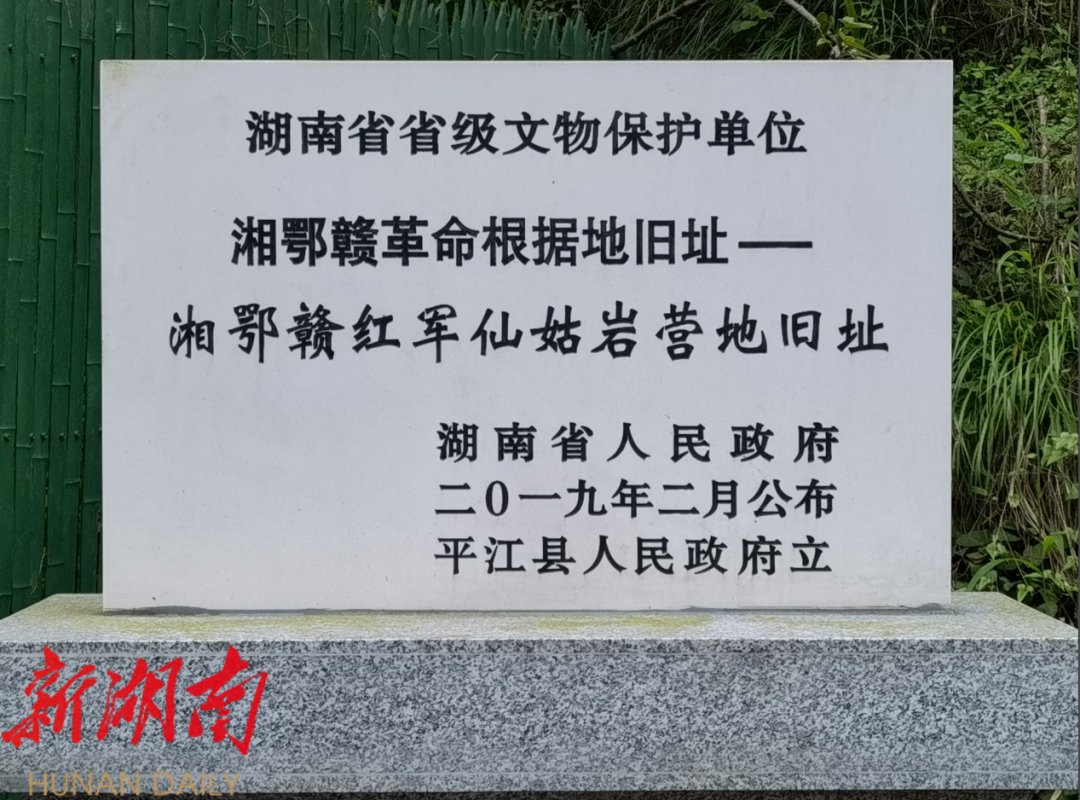 湖南省省级文物保护单位
湘鄂赣革命根据地旧址——
湘鄂赣红军仙姑岩营地旧址
湖南省人民政府
二0一九年二月公布
平江县人民政府立
新湖南
HUNAN DAILY